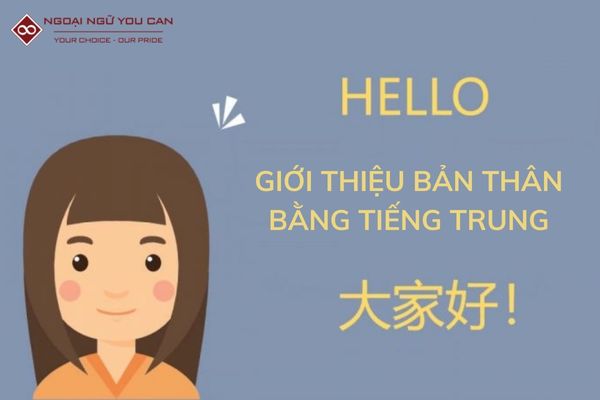 NGOẠI NGỮ YOU CAN
YOUR CHOICE - OUR PRIDE
HELLO
GIỚI THIỆU BẢN THÂN
BẰNG TIẾNG TRUNG
大家好!